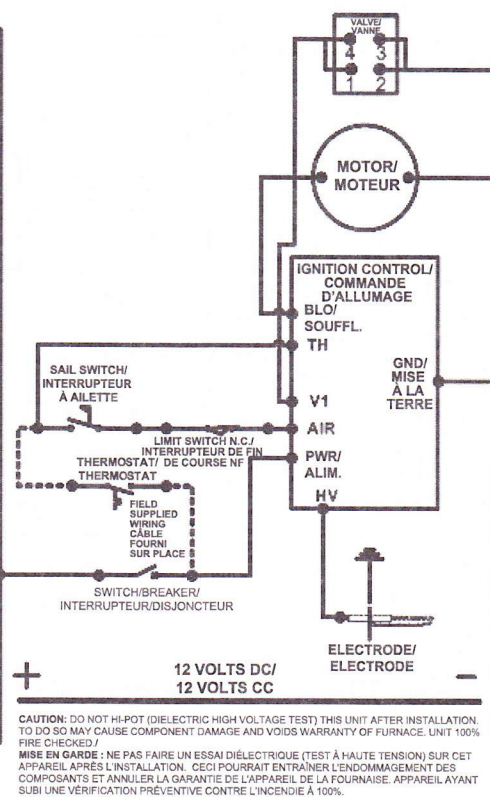 VALVE/
VANNE
4 3
1 2
MOTOR/
MOTEUR
IGNITION CONTROL/
COMMANDE
D'ALLUMAGE
BLO/
SOUFFL.
TH
GND/
MISE
À LA
TERRE
V1
AIR
PWR/
ALIM.
HV
SAIL SWITCH/
INTERRUPTEUR
À AILETTE
LIMIT SWITCH N.C./
INTERRUPTEUR DE FIN
DE COURSE NF
THERMOSTAT/
THERMOSTAT
FIELD
SUPPLIED
WIRING
CÂBLE
FOURNI
SUR PLACE
SWITCH/BREAKER/
INTERRUPTEUR/DISJONCTEUR
ELECTRODE/
ELECTRODE
+ 12 VOLTS DC/ −
12 VOLTS CC
CAUTION: DO NOT HI-POT (DIELECTRIC HIGH VOLTAGE TEST) THIS UNIT AFTER INSTALLATION.
TO DO SO MAY CAUSE COMPONENT DAMAGE AND VOIDS WARRANTY OF FURNACE. UNIT 100%
FIRE CHECKED./
MISE EN GARDE : NE PAS FAIRE UN ESSAI DIÉLECTRIQUE (TEST À HAUTE TENSION) SUR CET
APPAREIL APRÈS L'INSTALLATION. CECI POURRAIT ENTRAÎNER L'ENDOMMAGEMENT DES
COMPOSANTS ET ANNULER LA GARANTIE DE L'APPAREIL DE LA FOURNAISE. APPAREIL AYANT
SUBI UNE VÉRIFICATION PRÉVENTIVE CONTRE L'INCENDIE À 100%.